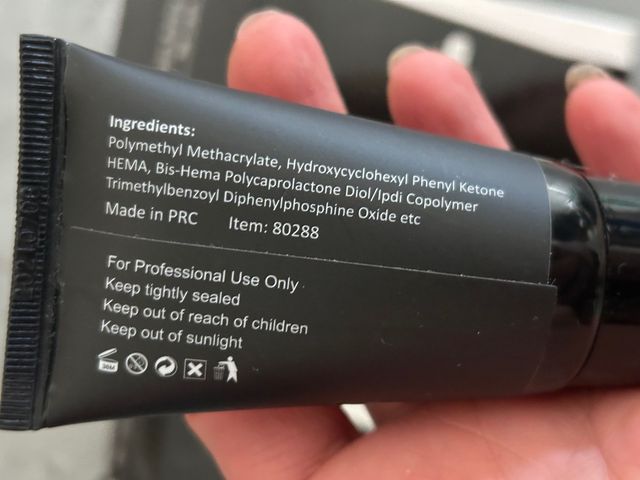 Ingredients:
Polymethyl Methacrylate, Hydroxycyclohexyl Phenyl Ketone
HEMA, Bis-Hema Polycaprolactone Diol/Ipdi Copolymer
Trimethylbenzoyl Diphenylphosphine Oxide etc
Made in PRC Item: 80288
For Professional Use Only
Keep tightly sealed
Keep out of reach of children
Keep out of sunlight
36M